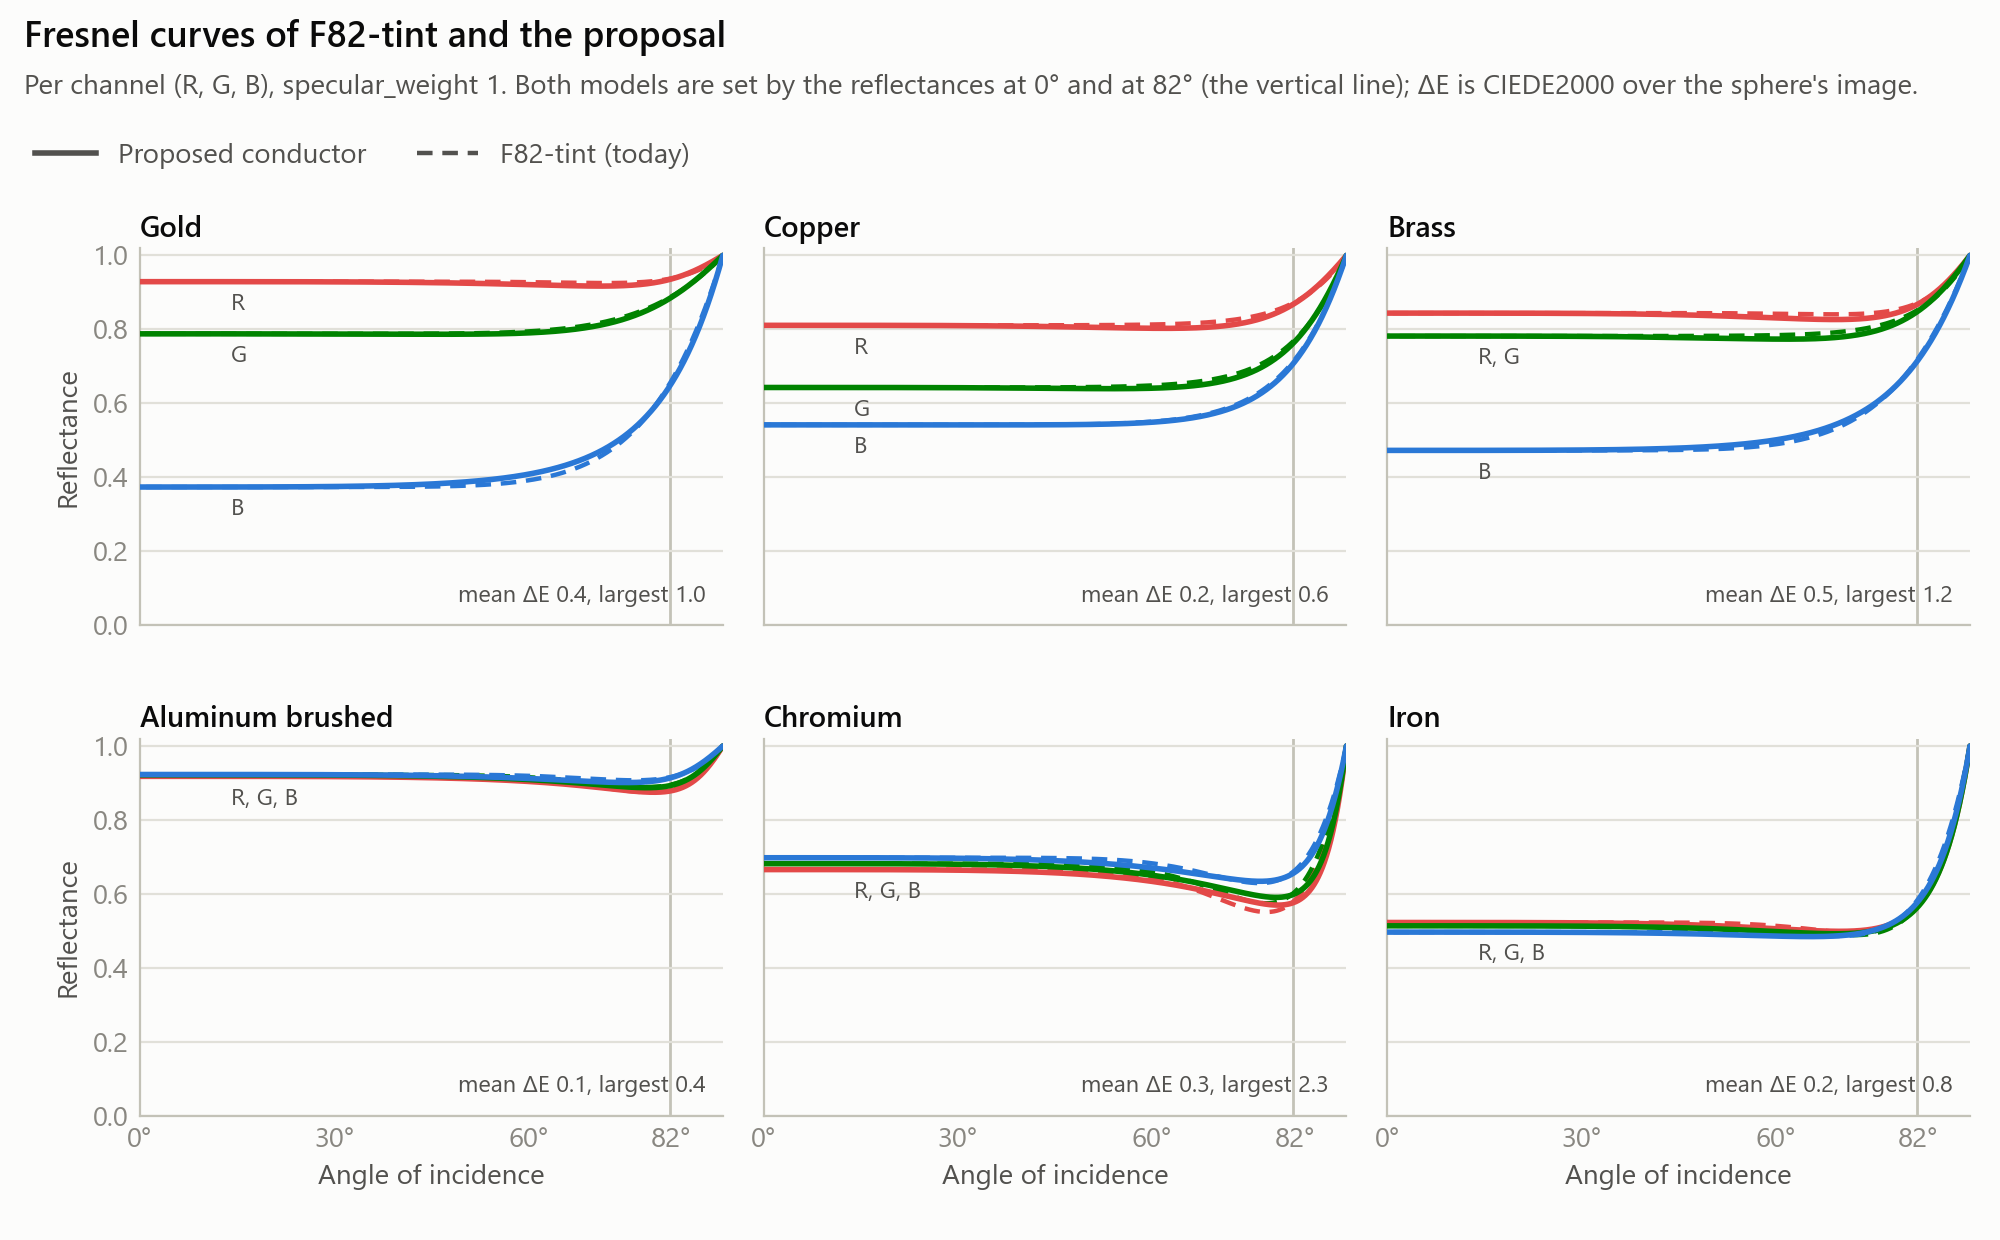 Fresnel curves of F82-tint and the proposal
Per channel (R, G, B), specular_weight 1. Both models are set by the reflectances at 0° and at 82° (the vertical line); ΔE is CIEDE2000 over the sphere's image.
Proposed conductor
F82-tint (today)
Gold
Copper
Brass
Reflectance
1.0
0.8
0.6
0.4
0.2
0.0
R
G
B
mean ΔE 0.4, largest 1.0
R
G
B
mean ΔE 0.2, largest 0.6
R, G
B
mean ΔE 0.5, largest 1.2
Aluminum brushed
Chromium
Iron
Reflectance
1.0
0.8
0.6
0.4
0.2
0.0
R, G, B
mean ΔE 0.1, largest 0.4
R, G, B
mean ΔE 0.3, largest 2.3
R, G, B
mean ΔE 0.2, largest 0.8
0° 30° 60° 82°
0° 30° 60° 82°
0° 30° 60° 82°
Angle of incidence
Angle of incidence
Angle of incidence